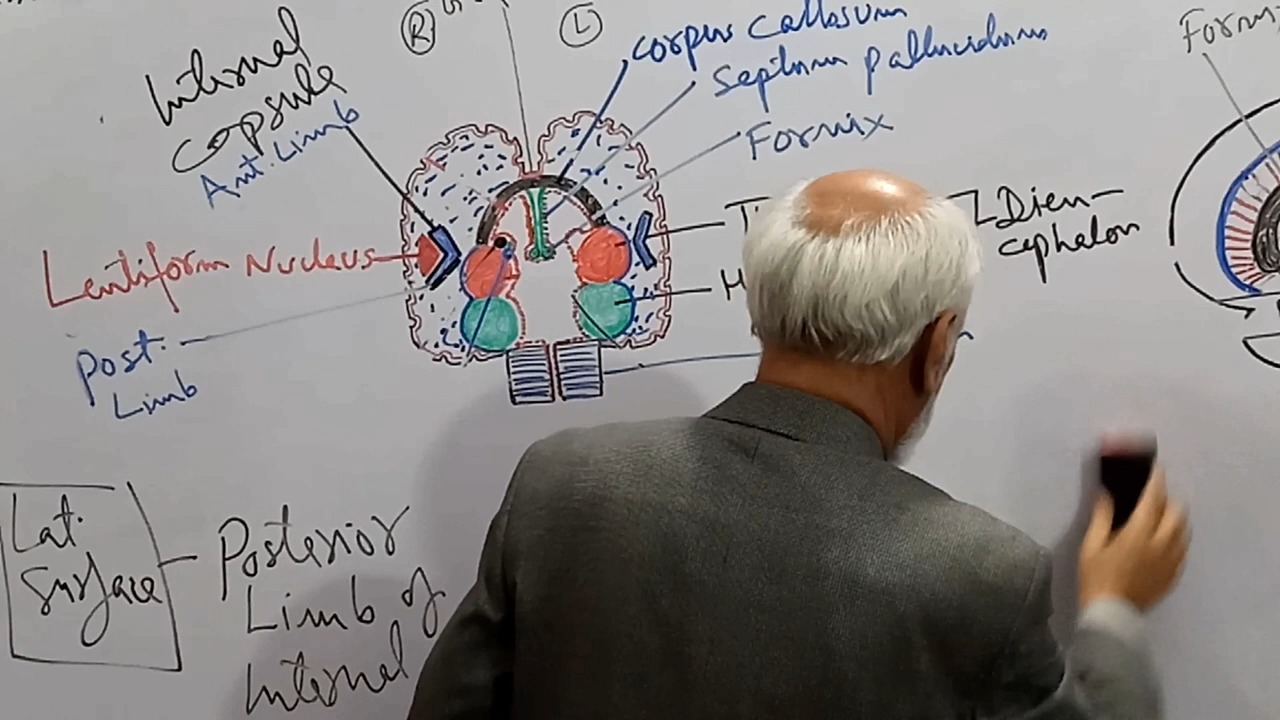 Internal
capsule
Ant. Limb
R
L
corpus callosum
Septum pallucidum
Fornix
Dien-
cephalon
Lentiform Nucleus
Post.
Limb
Lat.
Surface
Posterior
Limb of
Internal